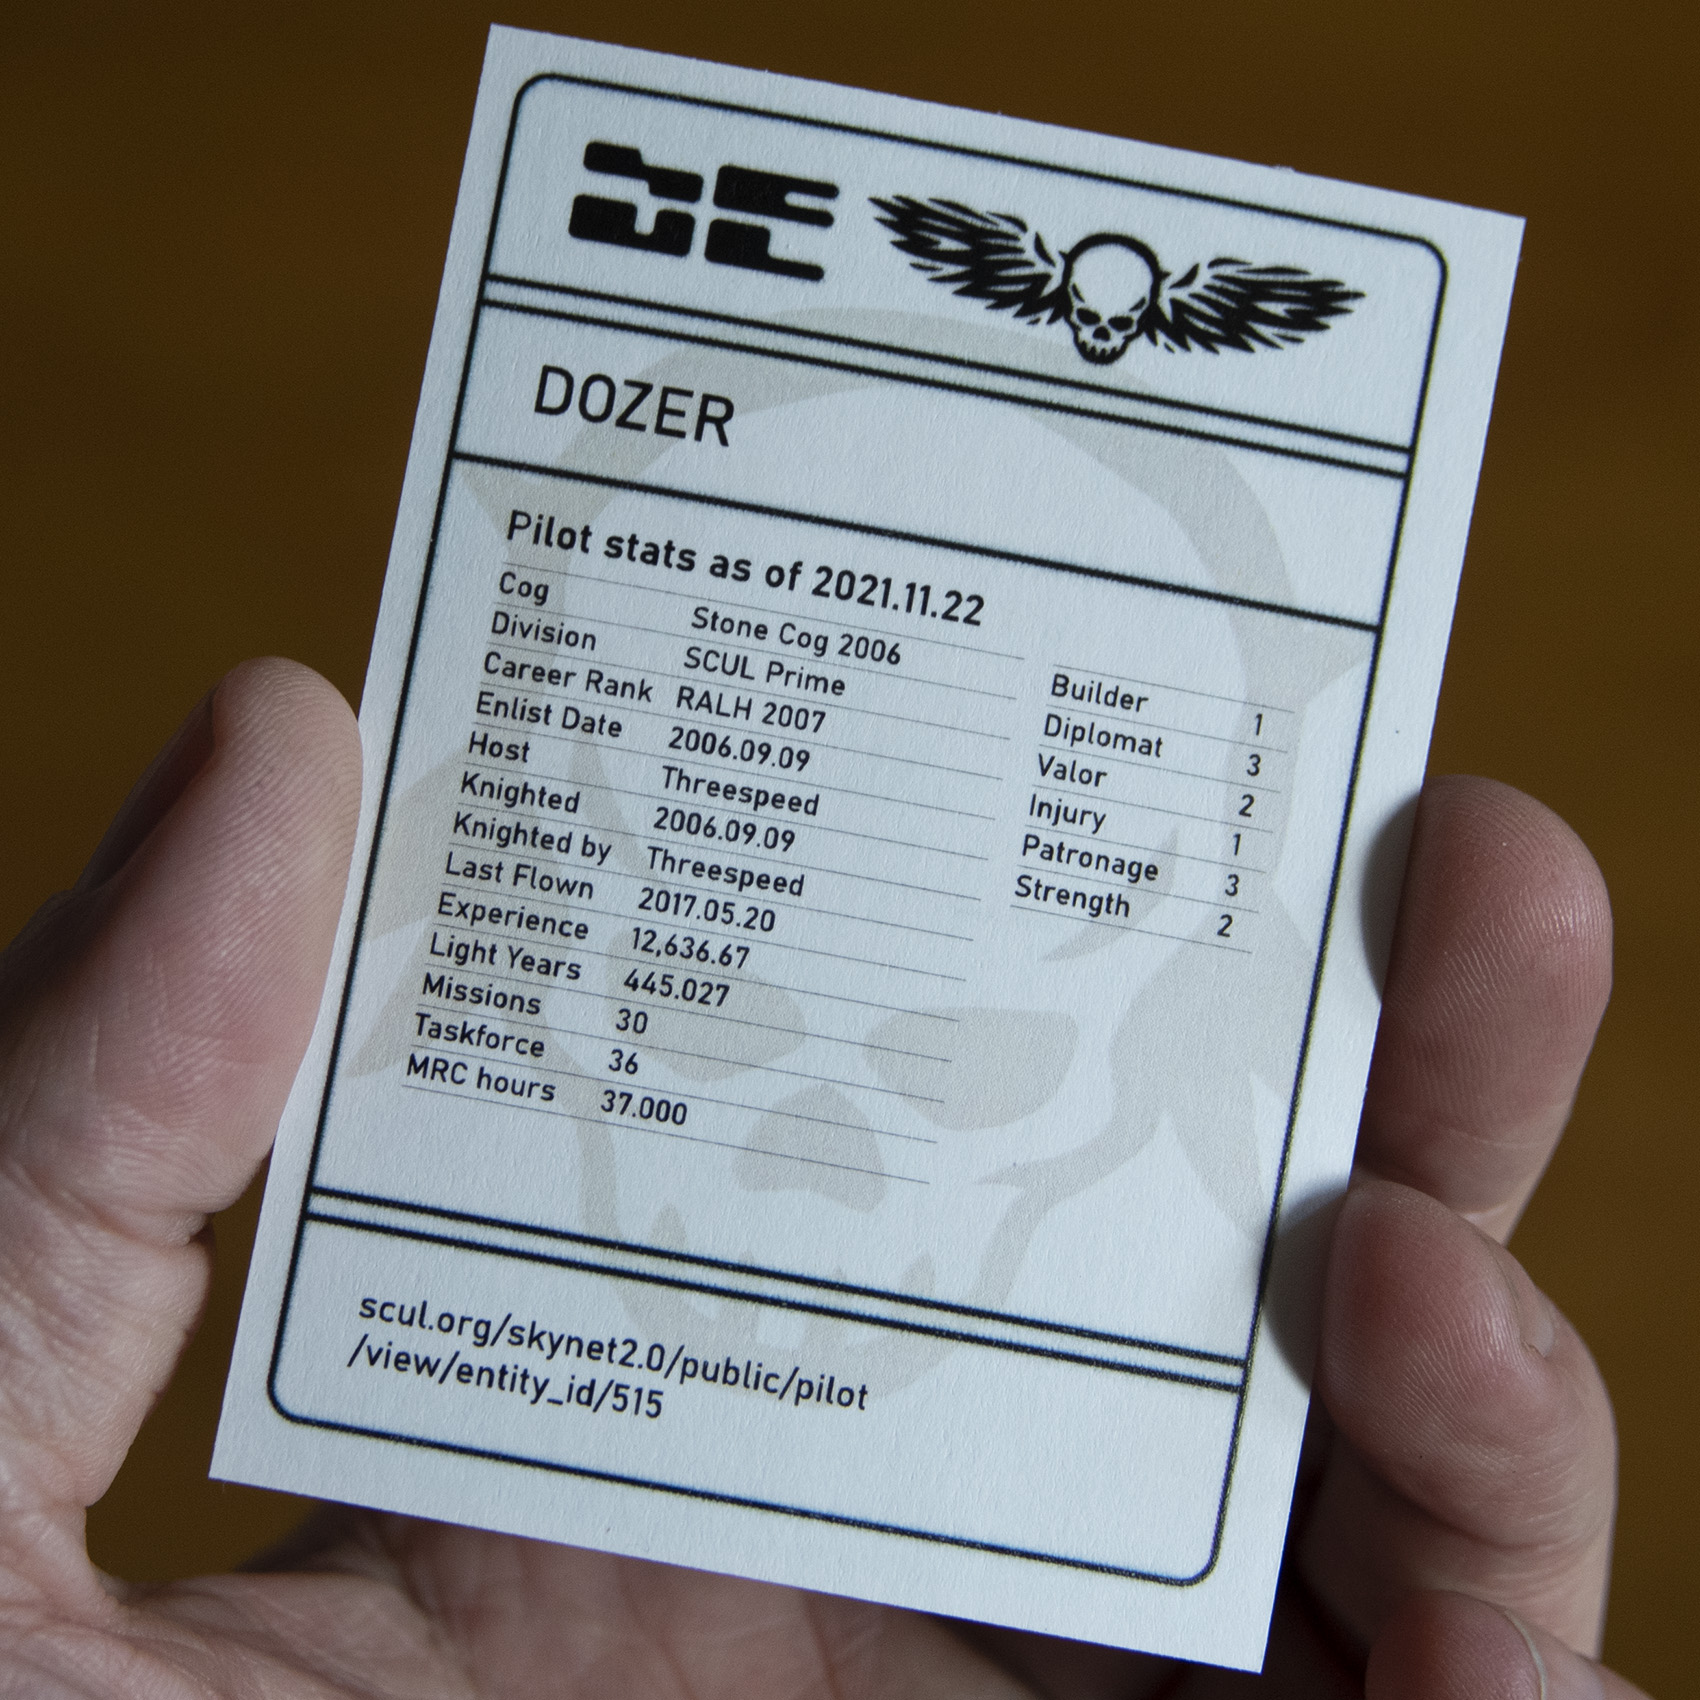 DOZER
Pilot stats as of 2021.11.22
Cog Stone Cog 2006
Division SCUL Prime
Career Rank RALH 2007
Enlist Date 2006.09.09
Host Threespeed
Knighted 2006.09.09
Knighted by Threespeed
Last Flown 2017.05.20
Experience 12,636.67
Light Years 445.027
Missions 30
Taskforce 36
MRC hours 37.000
Builder 1
Diplomat 3
Valor 2
Injury 1
Patronage 3
Strength 2
scul.org/skynet2.0/public/pilot
/view/entity_id/515